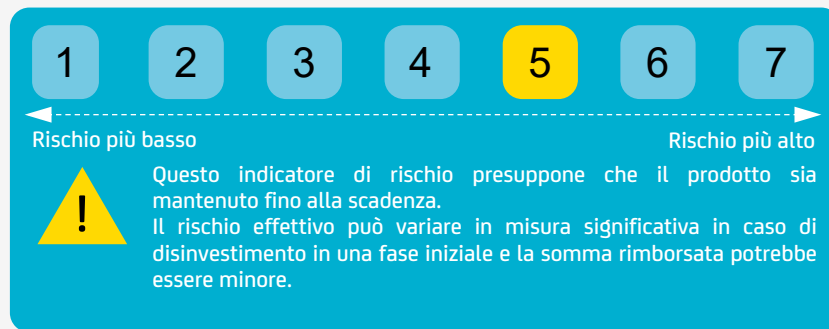 1 2 3 4 5 6 7
Rischio più basso Rischio più alto
Questo indicatore di rischio presuppone che il prodotto sia
mantenuto fino alla scadenza.
!
Il rischio effettivo può variare in misura significativa in caso di
disinvestimento in una fase iniziale e la somma rimborsata potrebbe
essere minore.